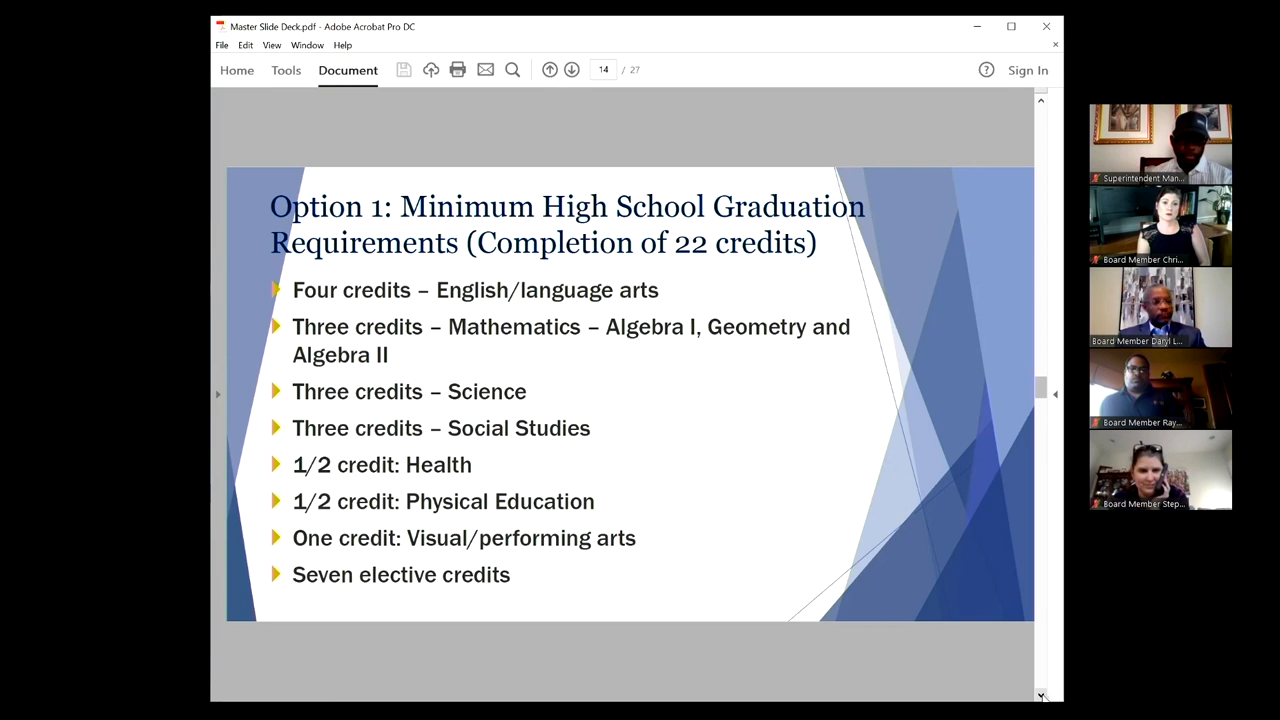 Master Slide Deck.pdf - Adobe Acrobat Pro DC
File Edit View Window Help
Home Tools Document 14 / 27 Sign In
Option 1: Minimum High School Graduation
Requirements (Completion of 22 credits)
Four credits – English/language arts
Three credits – Mathematics – Algebra I, Geometry and
Algebra II
Three credits – Science
Three credits – Social Studies
1/2 credit: Health
1/2 credit: Physical Education
One credit: Visual/performing arts
Seven elective credits
Superintendent Man...
Board Member Chri...
Board Member Daryl L...
Board Member Ray...
Board Member Step...